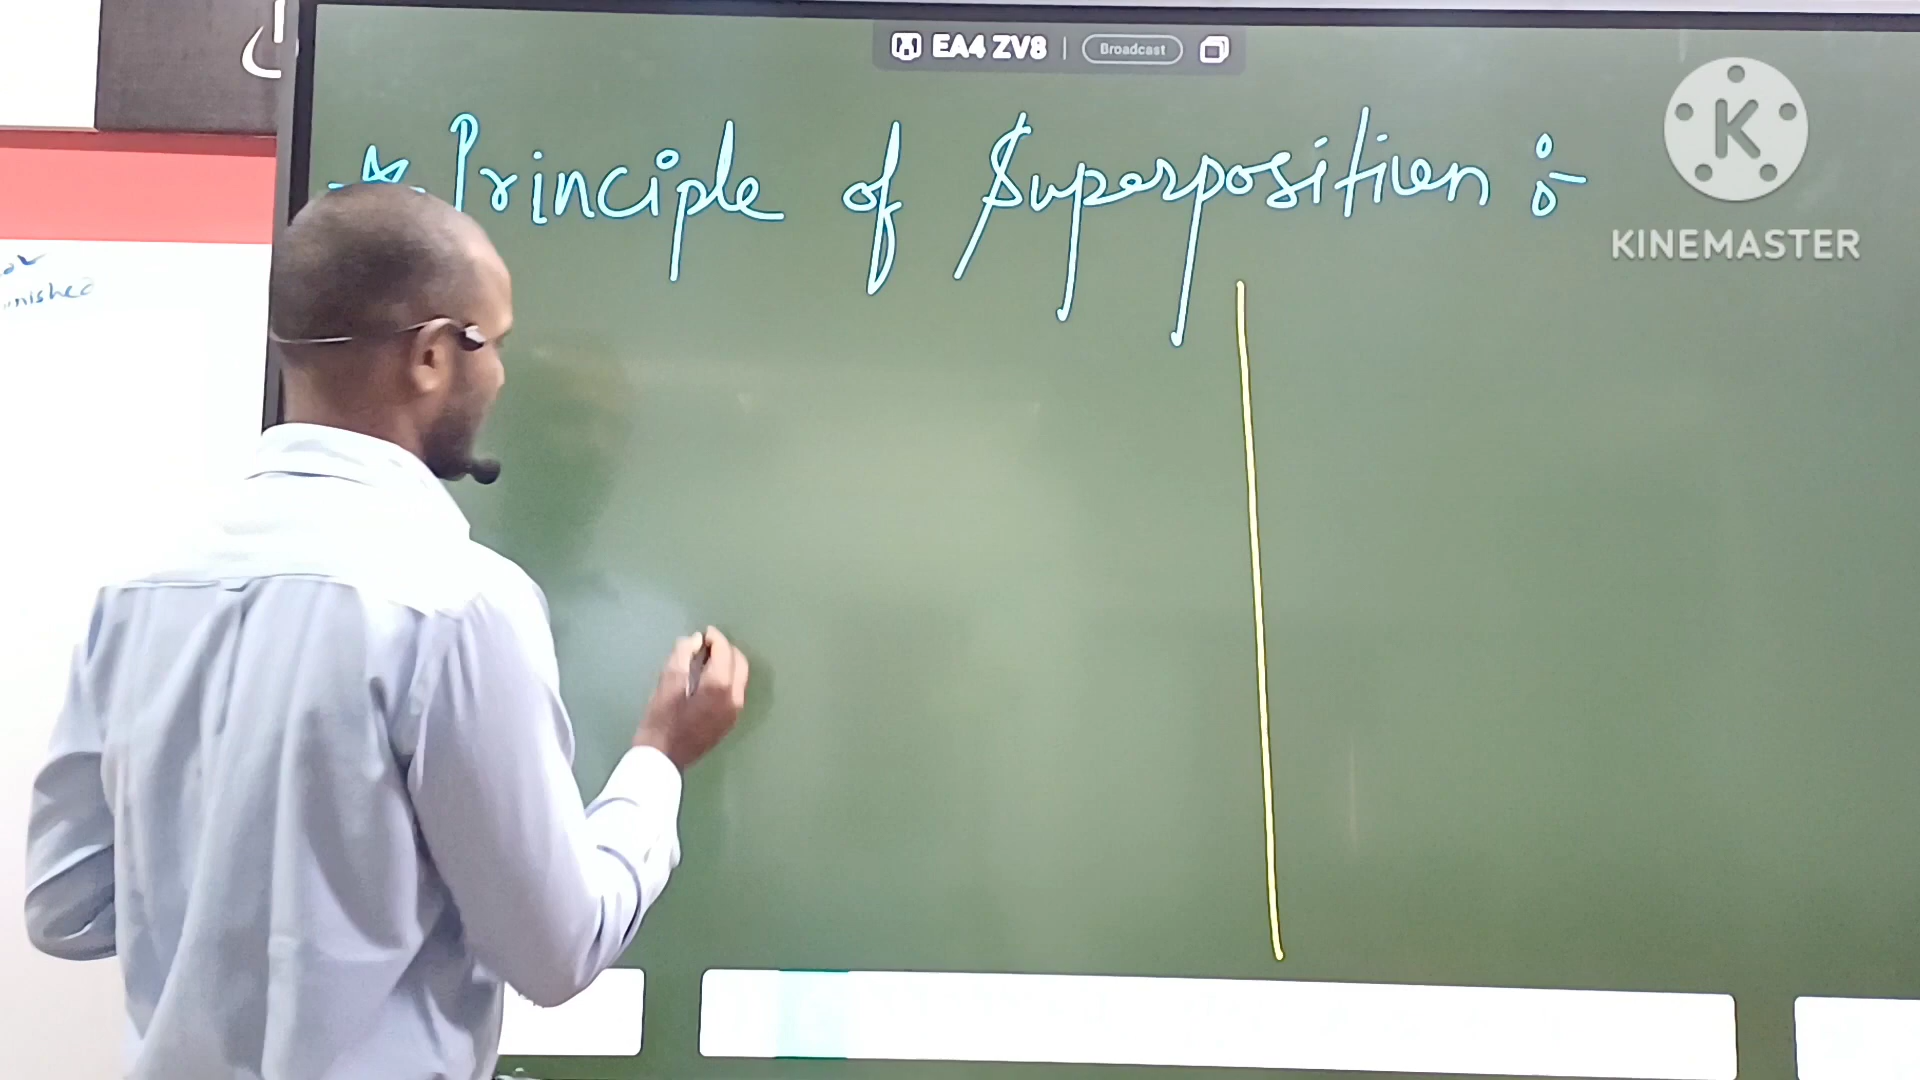 EA4 ZV8 | Broadcast
* Principle of Superposition :-
KINEMASTER